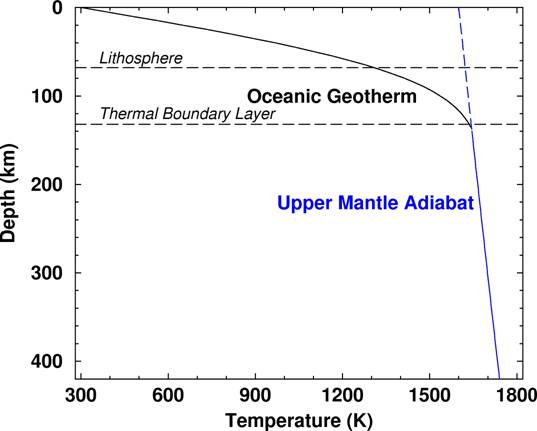 0
Lithosphere
100
Oceanic Geotherm
Thermal Boundary Layer
Depth (km)
200
Upper Mantle Adiabat
300
400
300 600 900 1200 1500 1800
Temperature (K)